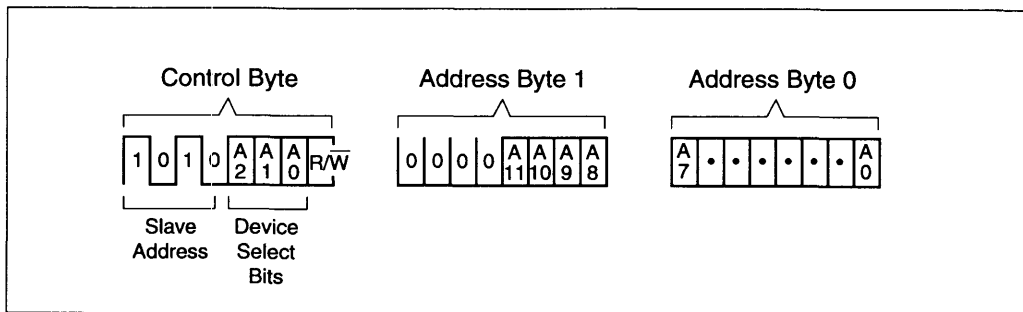 Control Byte Address Byte 1 Address Byte 0
1 0 1 0 A2 A1 A0 R/W̅ 0 0 0 0 A11 A10 A9 A8 A7 • • • • • • A0
Slave Address Device Select Bits